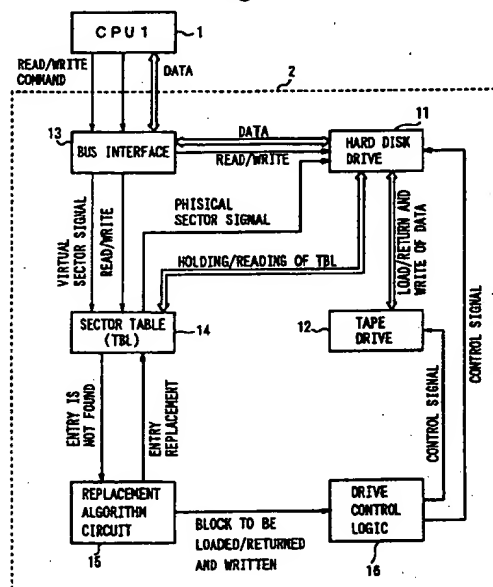 CPU1
1
READ/WRITE
COMMAND
DATA
2
13
BUS INTERFACE
DATA
READ/WRITE
11
HARD DISK
DRIVE
VIRTUAL
SECTOR SIGNAL
READ/WRITE
PHISICAL
SECTOR SIGNAL
HOLDING/READING OF TBL
LOAD/RETURN AND
WRITE OF DATA
CONTROL SIGNAL
SECTOR TABLE
(TBL)
14
12
TAPE
DRIVE
ENTRY IS
NOT FOUND
ENTRY
REPLACEMENT
CONTROL SIGNAL
REPLACEMENT
ALGORITHM
CIRCUIT
15
BLOCK TO BE
LOADED/RETURNED
AND WRITTEN
DRIVE
CONTROL
LOGIC
16